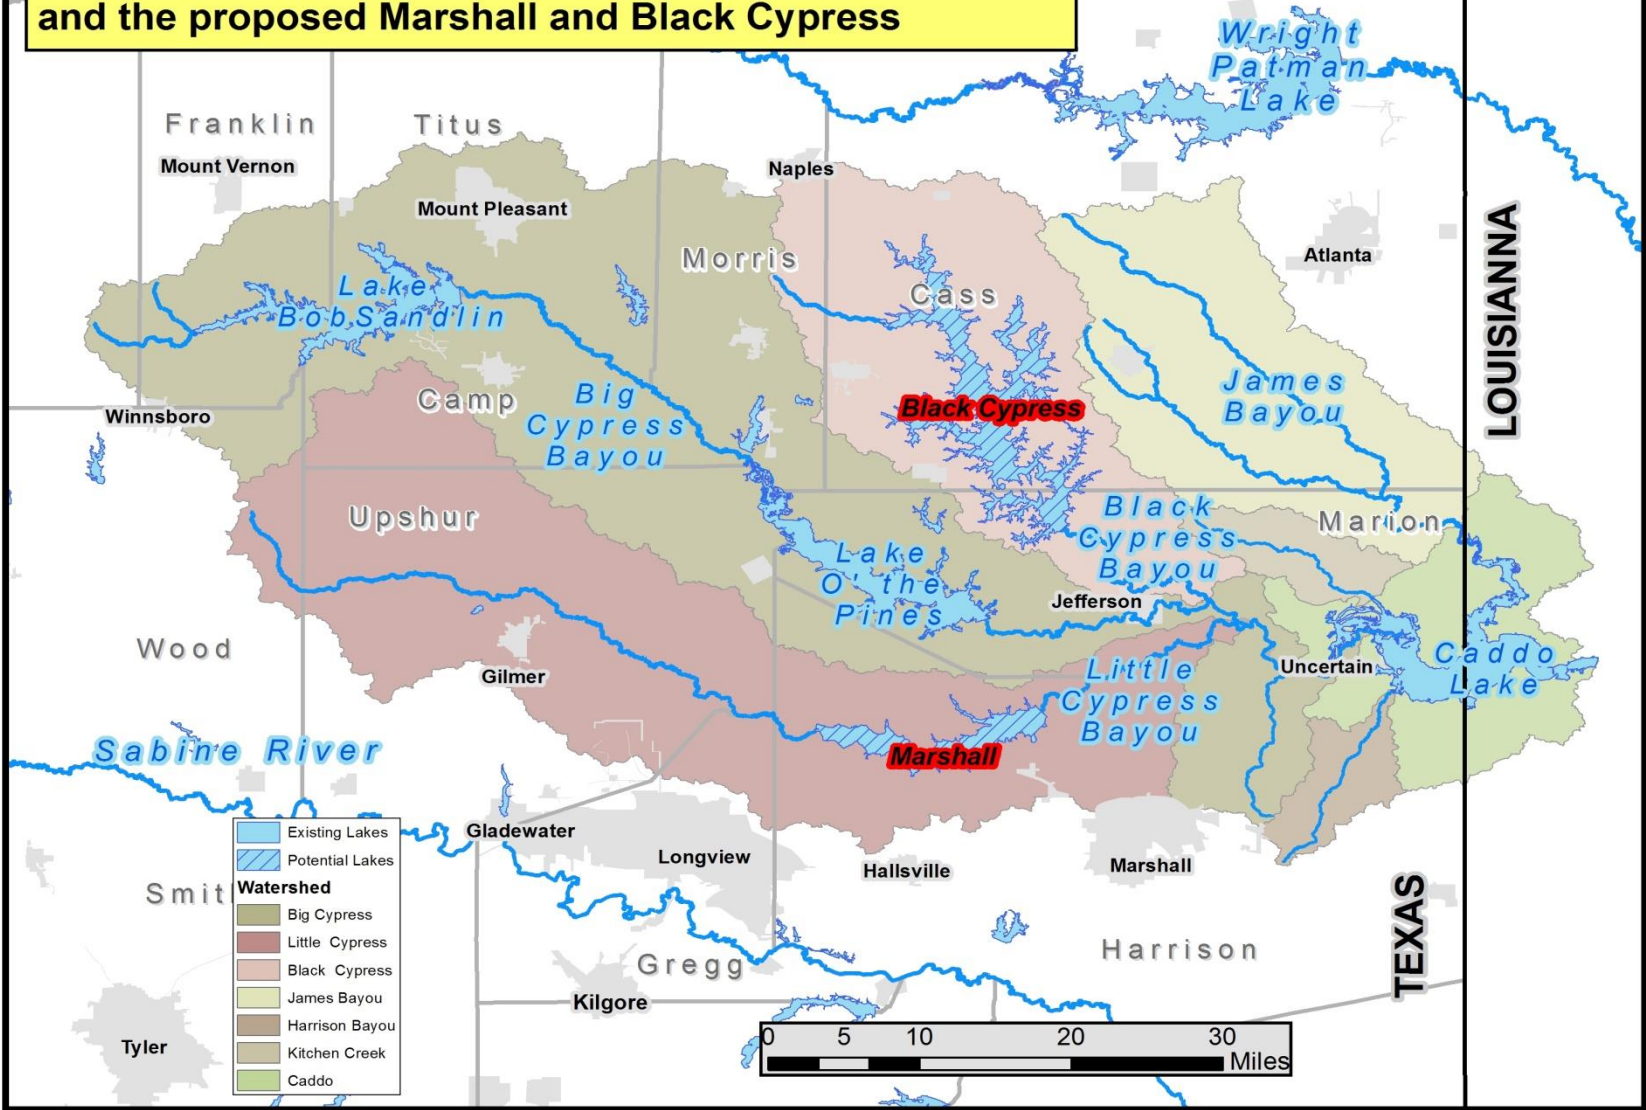 and the proposed Marshall and Black Cypress
Wright
Patman
Lake
Franklin
Titus
Mount Vernon
Naples
Mount Pleasant
LOUISIANNA
Atlanta
Morris
Lake
BobSandlin
Cass
James
Bayou
Winnsboro
Camp
Big
Cypress
Bayou
Black Cypress
Upshur
Black
Cypress
Bayou
Marion
Lake
O' the
Pines
Jefferson
Wood
Gilmer
Little
Cypress
Bayou
Uncertain
Caddo
Lake
Sabine River
Marshall
Gladewater
Longview
Hallsville
Marshall
TEXAS
Smith
Gregg
Harrison
Kilgore
Tyler
Existing Lakes
Potential Lakes
Watershed
Big Cypress
Little Cypress
Black Cypress
James Bayou
Harrison Bayou
Kitchen Creek
Caddo
0 5 10 20 30
Miles